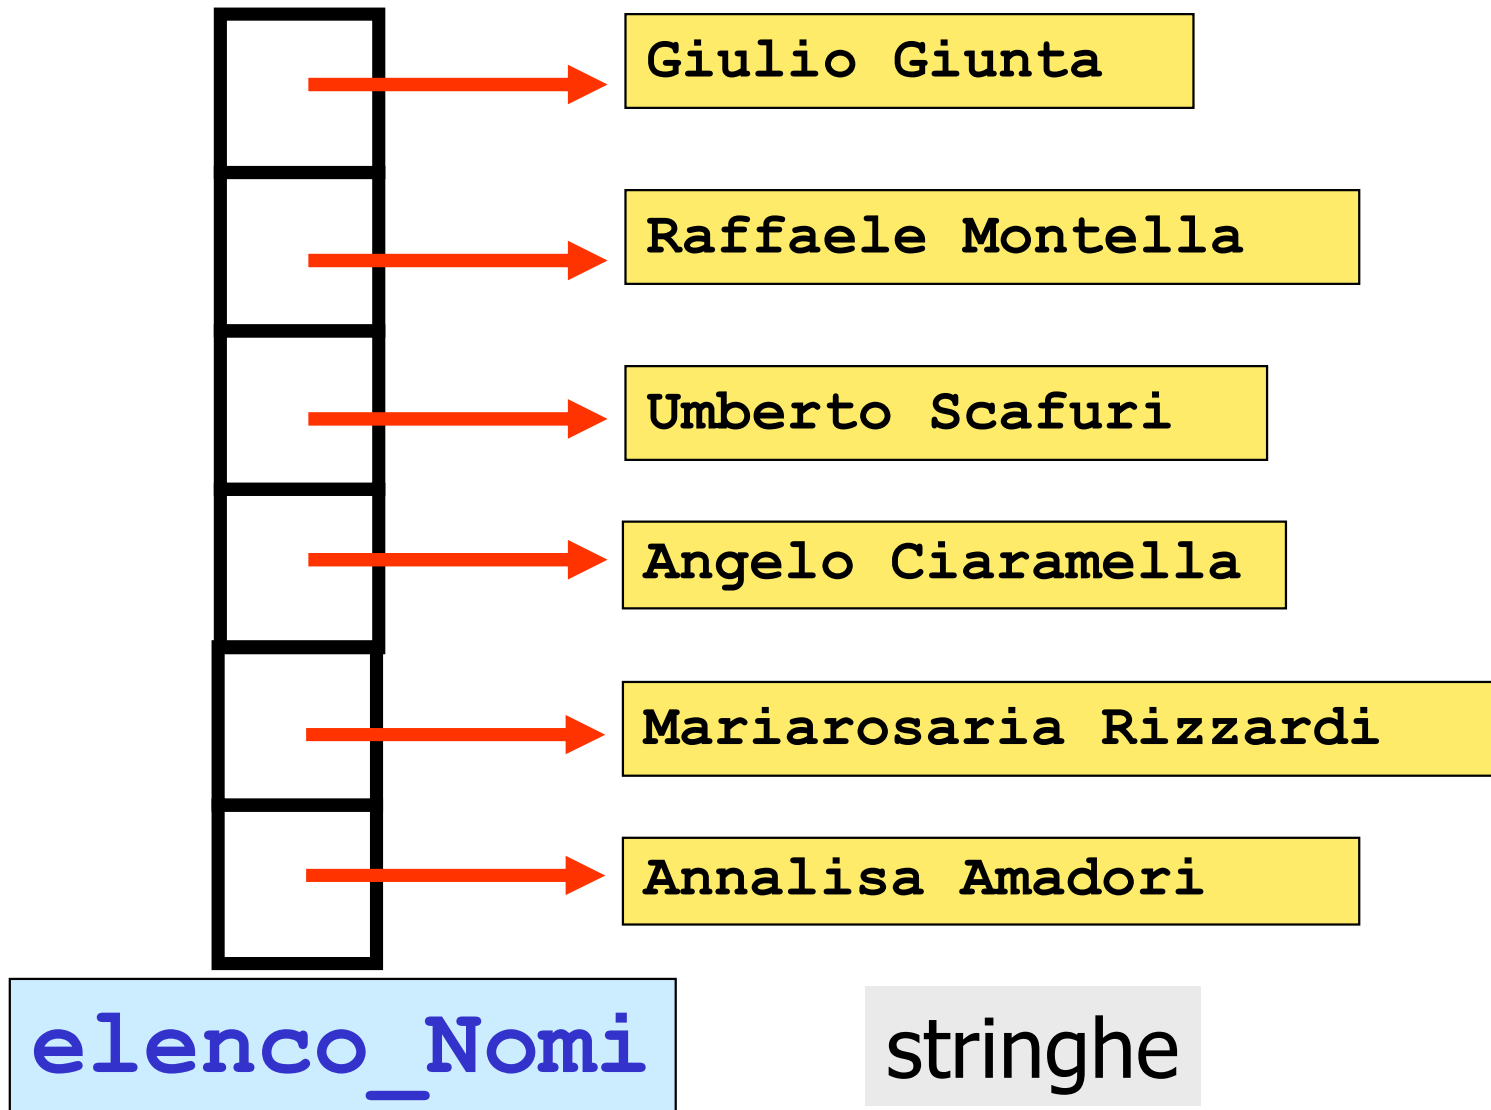 Giulio Giunta
Raffaele Montella
Umberto Scafuri
Angelo Ciaramella
Mariarosaria Rizzardi
Annalisa Amadori
elenco_Nomi
stringhe